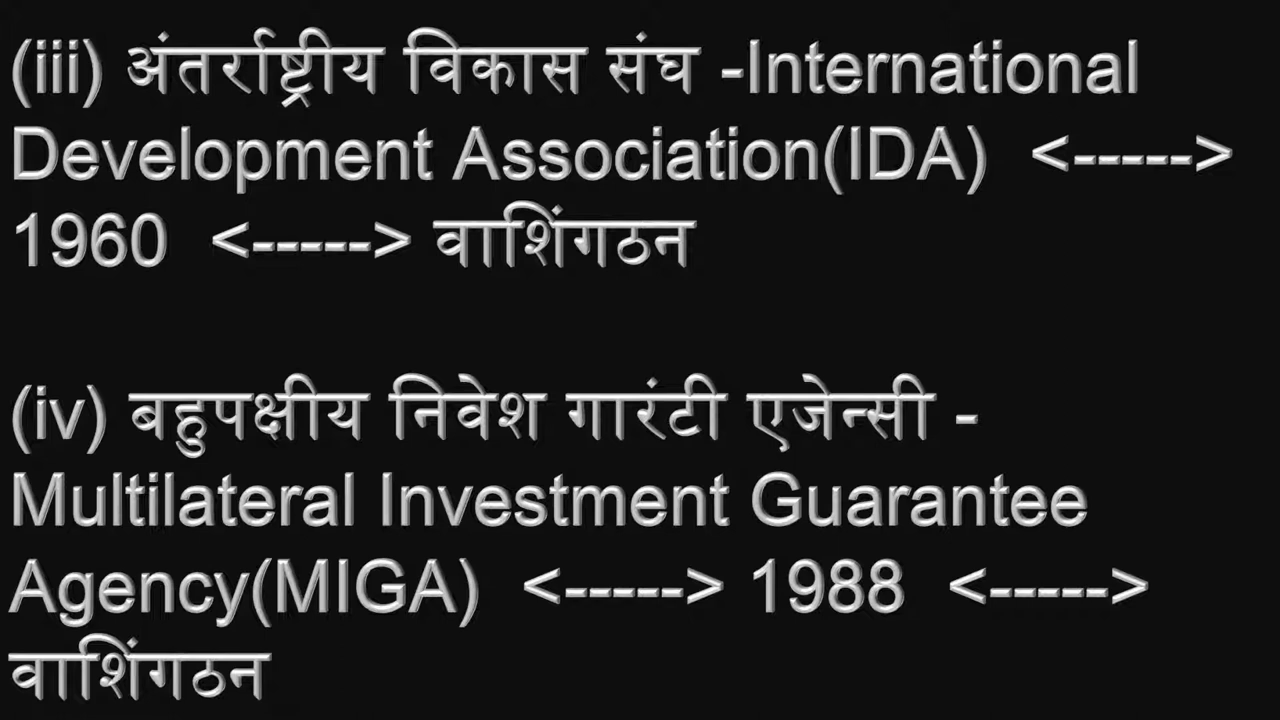 (iii) अंतर्राष्ट्रीय विकास संघ -International
Development Association(IDA) <----->
1960 <-----> वाशिंगठन
(iv) बहुपक्षीय निवेश गारंटी एजेन्सी -
Multilateral Investment Guarantee
Agency(MIGA) <-----> 1988 <----->
वाशिंगठन